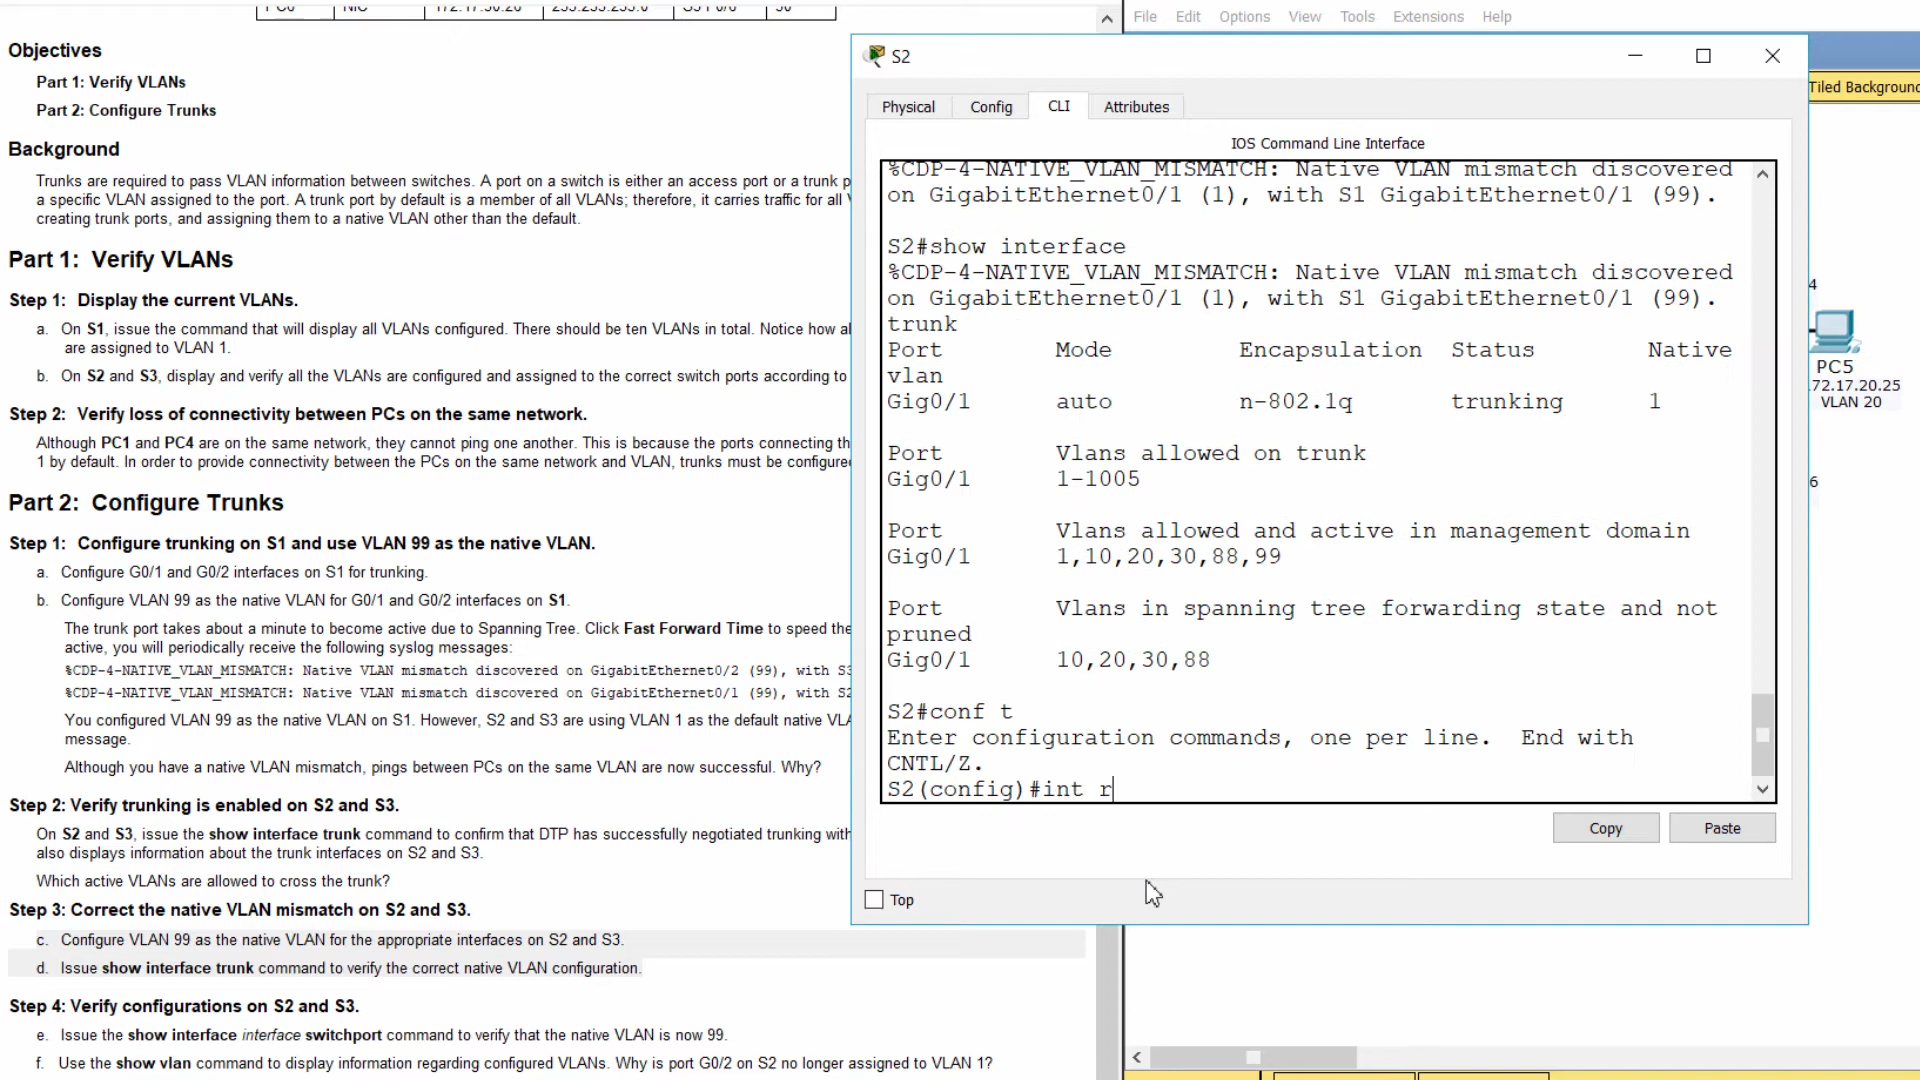 PC6 NIC 172.17.30.26 255.255.255.0 S3 F0/6 30
Objectives
Part 1: Verify VLANs
Part 2: Configure Trunks
Background
Trunks are required to pass VLAN information between switches. A port on a switch is either an access port or a trunk p
a specific VLAN assigned to the port. A trunk port by default is a member of all VLANs; therefore, it carries traffic for all V
creating trunk ports, and assigning them to a native VLAN other than the default.
Part 1: Verify VLANs
Step 1: Display the current VLANs.
a. On S1, issue the command that will display all VLANs configured. There should be ten VLANs in total. Notice how al
are assigned to VLAN 1.
b. On S2 and S3, display and verify all the VLANs are configured and assigned to the correct switch ports according to
Step 2: Verify loss of connectivity between PCs on the same network.
Although PC1 and PC4 are on the same network, they cannot ping one another. This is because the ports connecting th
1 by default. In order to provide connectivity between the PCs on the same network and VLAN, trunks must be configure
Part 2: Configure Trunks
Step 1: Configure trunking on S1 and use VLAN 99 as the native VLAN.
a. Configure G0/1 and G0/2 interfaces on S1 for trunking.
b. Configure VLAN 99 as the native VLAN for G0/1 and G0/2 interfaces on S1.
The trunk port takes about a minute to become active due to Spanning Tree. Click Fast Forward Time to speed the
active, you will periodically receive the following syslog messages:
%CDP-4-NATIVE_VLAN_MISMATCH: Native VLAN mismatch discovered on GigabitEthernet0/2 (99), with S3
%CDP-4-NATIVE_VLAN_MISMATCH: Native VLAN mismatch discovered on GigabitEthernet0/1 (99), with S2
You configured VLAN 99 as the native VLAN on S1. However, S2 and S3 are using VLAN 1 as the default native VLA
message.
Although you have a native VLAN mismatch, pings between PCs on the same VLAN are now successful. Why?
Step 2: Verify trunking is enabled on S2 and S3.
On S2 and S3, issue the show interface trunk command to confirm that DTP has successfully negotiated trunking with
also displays information about the trunk interfaces on S2 and S3.
Which active VLANs are allowed to cross the trunk?
Step 3: Correct the native VLAN mismatch on S2 and S3.
c. Configure VLAN 99 as the native VLAN for the appropriate interfaces on S2 and S3.
d. Issue show interface trunk command to verify the correct native VLAN configuration.
Step 4: Verify configurations on S2 and S3.
e. Issue the show interface interface switchport command to verify that the native VLAN is now 99.
f. Use the show vlan command to display information regarding configured VLANs. Why is port G0/2 on S2 no longer assigned to VLAN 1?
File Edit Options View Tools Extensions Help
S2
Physical Config CLI Attributes
IOS Command Line Interface
%CDP-4-NATIVE_VLAN_MISMATCH: Native VLAN mismatch discovered
on GigabitEthernet0/1 (1), with S1 GigabitEthernet0/1 (99).
S2#show interface
%CDP-4-NATIVE_VLAN_MISMATCH: Native VLAN mismatch discovered
on GigabitEthernet0/1 (1), with S1 GigabitEthernet0/1 (99).
trunk
Port Mode Encapsulation Status Native
vlan
Gig0/1 auto n-802.1q trunking 1
Port Vlans allowed on trunk
Gig0/1 1-1005
Port Vlans allowed and active in management domain
Gig0/1 1,10,20,30,88,99
Port Vlans in spanning tree forwarding state and not
pruned
Gig0/1 10,20,30,88
S2#conf t
Enter configuration commands, one per line. End with
CNTL/Z.
S2(config)#int r
Copy Paste
Top
Tiled Background
4
PC5
72.17.20.25
VLAN 20
6